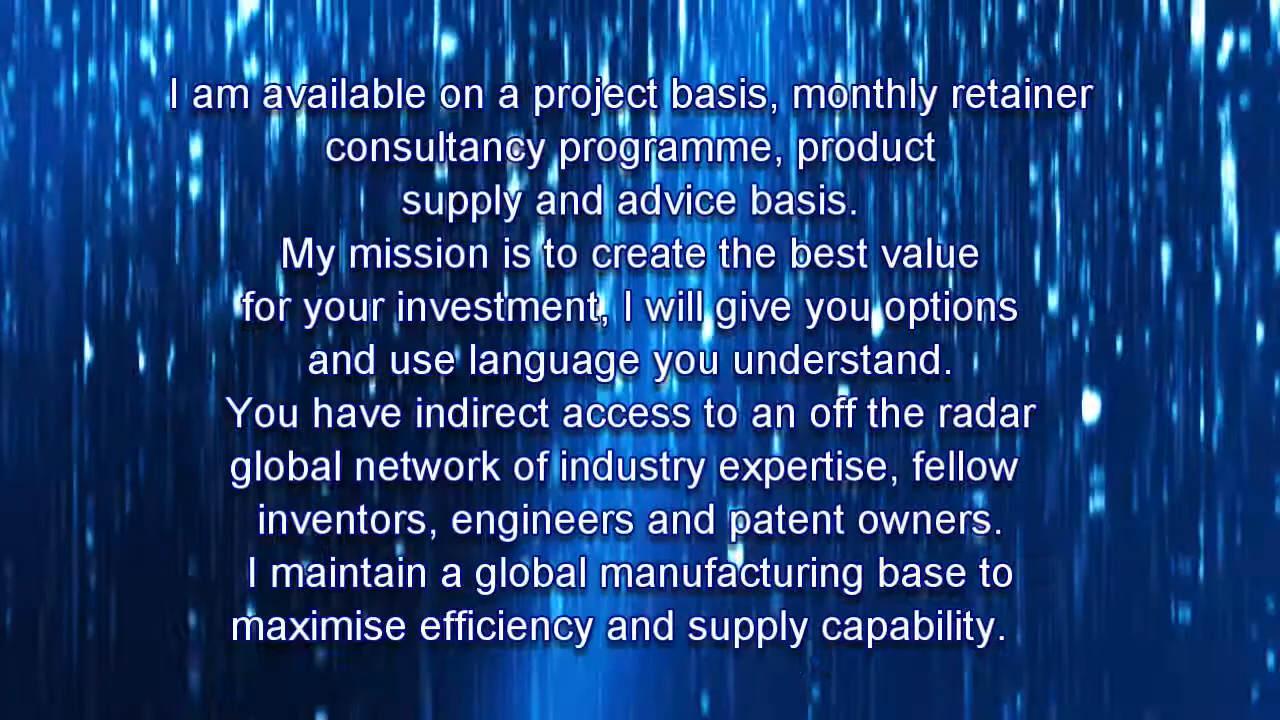 I am available on a project basis, monthly retainer
consultancy programme, product
supply and advice basis.
My mission is to create the best value
for your investment, I will give you options
and use language you understand.
You have indirect access to an off the radar
global network of industry expertise, fellow
inventors, engineers and patent owners.
I maintain a global manufacturing base to
maximise efficiency and supply capability.